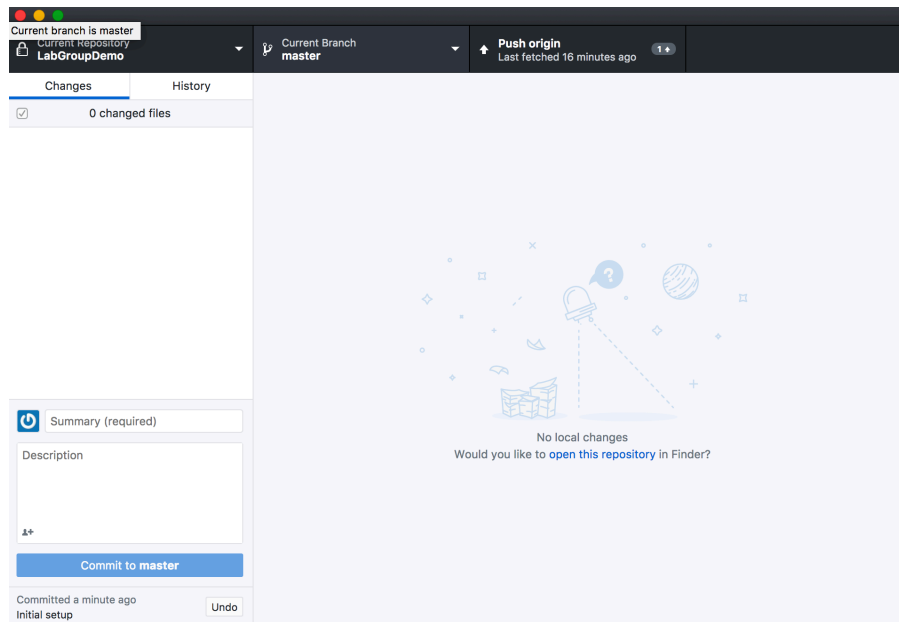 Current branch is master
Current Repository
LabGroupDemo
Current Branch
master
Push origin
Last fetched 16 minutes ago
1
Changes
History
0 changed files
?
No local changes
Would you like to open this repository in Finder?
Summary (required)
Description
Commit to master
Committed a minute ago
Initial setup
Undo